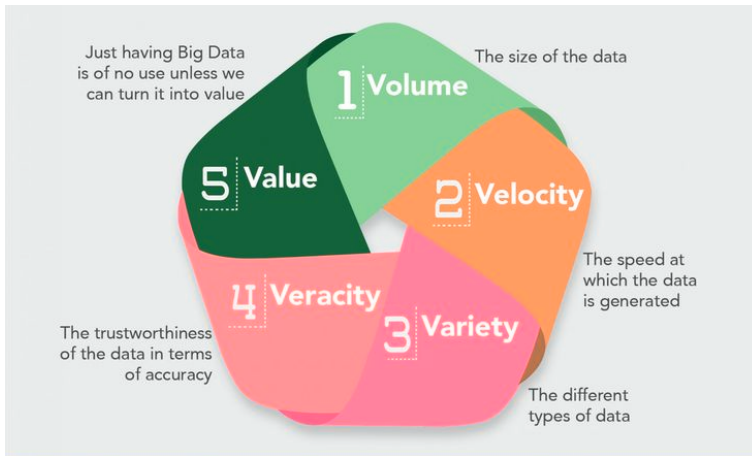 1 Volume
The size of the data
2 Velocity
The speed at
which the data
is generated
3 Variety
The different
types of data
4 Veracity
The trustworthiness
of the data in terms
of accuracy
5 Value
Just having Big Data
is of no use unless we
can turn it into value